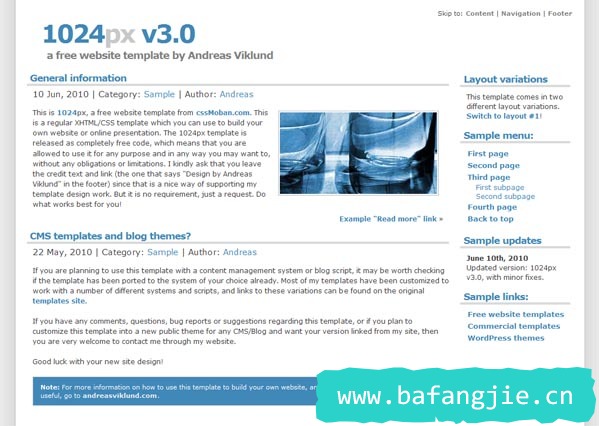 Skip to: Content | Navigation | Footer
1024px v3.0
a free website template by Andreas Viklund
General information
10 Jun, 2010 | Category: Sample | Author: Andreas
This is 1024px, a free website template from cssMoban.com. This
is a regular XHTML/CSS template which you can use to build your
own website or online presentation. The 1024px template is
released as completely free code, which means that you are
allowed to use it for any purpose and in any way you may want to,
without any obligations or limitations. I kindly ask that you leave
the credit text and link (the one that says "Design by Andreas
Viklund" in the footer) since that is a nice way of supporting my
template design work. But it is no requirement, just a request. Do
what works best for you!
Example "Read more" link »
CMS templates and blog themes?
22 May, 2010 | Category: Sample | Author: Andreas
If you are planning to use this template with a content management system or blog script, it may be worth checking
if the template has been ported to the system of your choice already. Most of my templates have been customized to
work with a number of different systems and scripts, and links to these variations can be found on the original
templates site.
If you have any comments, questions, bug reports or suggestions regarding this template, or if you plan to
customize this template into a new public theme for any CMS/Blog and want your version linked from my site, then
you are very welcome to contact me through my website.
Good luck with your new site design!
Note: For more information on how to use this template to build your own website, an
useful, go to andreasviklund.com.
Layout variations
This template comes in two
different layout variations.
Switch to layout #1!
Sample menu:
First page
Second page
Third page
First subpage
Second subpage
Fourth page
Back to top
Sample updates
June 10th, 2010
Updated version: 1024px
v3.0, with minor fixes.
Sample links:
Free website templates
Commercial templates
WordPress themes
www.bafangjie.cn